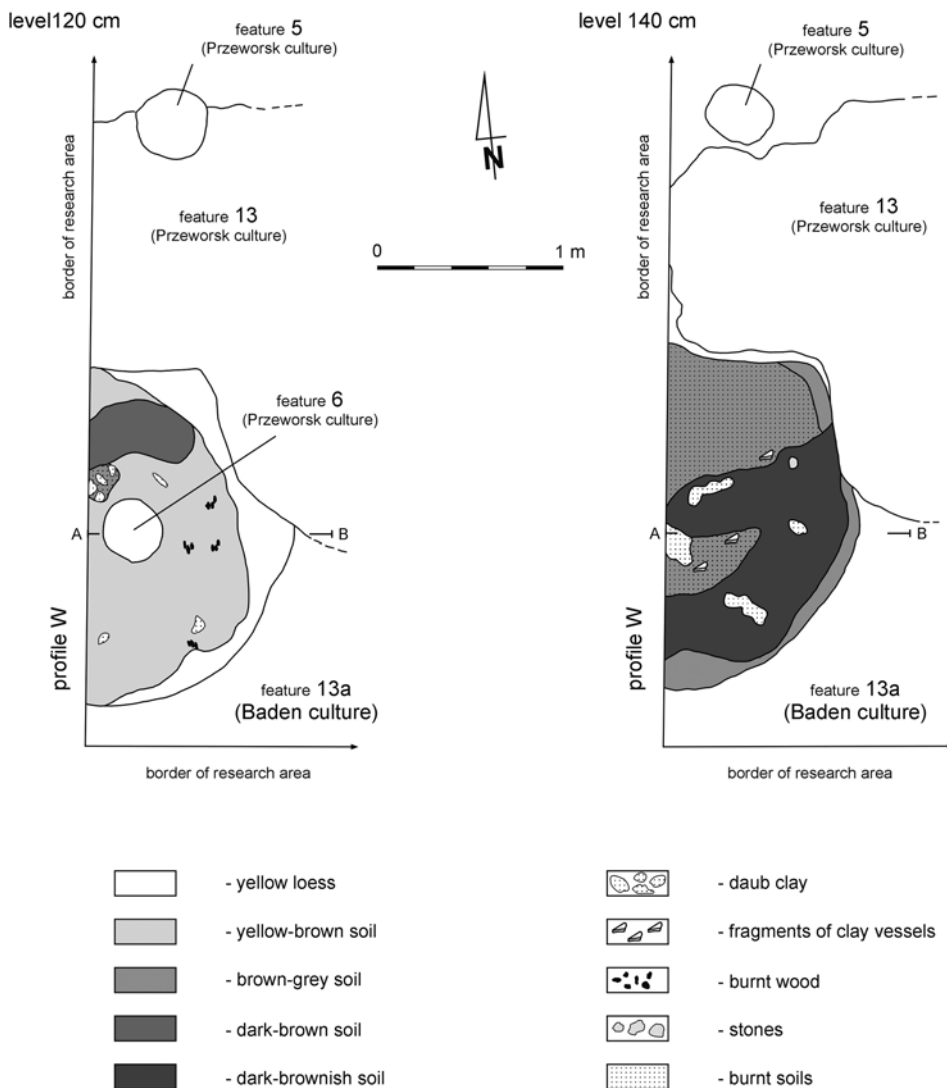 level120 cm
feature 5
(Przeworsk culture)
border of research area
N
feature 13
(Przeworsk culture)
0 1 m
feature 6
(Przeworsk culture)
A
B
profile W
feature 13a
(Baden culture)
border of research area
level 140 cm
feature 5
(Przeworsk culture)
border of research area
feature 13
(Przeworsk culture)
A
B
profile W
feature 13a
(Baden culture)
border of research area
- yellow loess
- yellow-brown soil
- brown-grey soil
- dark-brown soil
- dark-brownish soil
- daub clay
- fragments of clay vessels
- burnt wood
- stones
- burnt soils